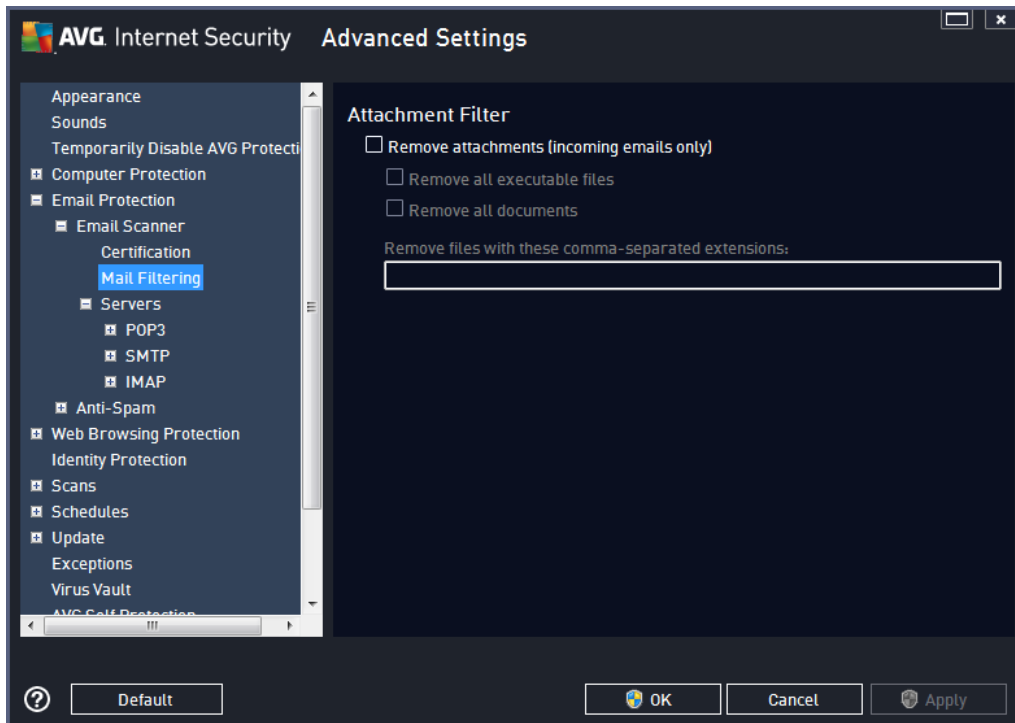 AVG. Internet Security Advanced Settings
Appearance
Sounds
Temporarily Disable AVG Protecti
Computer Protection
Email Protection
Email Scanner
Certification
Mail Filtering
Servers
POP3
SMTP
IMAP
Anti-Spam
Web Browsing Protection
Identity Protection
Scans
Schedules
Update
Exceptions
Virus Vault
AVG Self Protection
Attachment Filter
Remove attachments (incoming emails only)
Remove all executable files
Remove all documents
Remove files with these comma-separated extensions:
Default
OK
Cancel
Apply